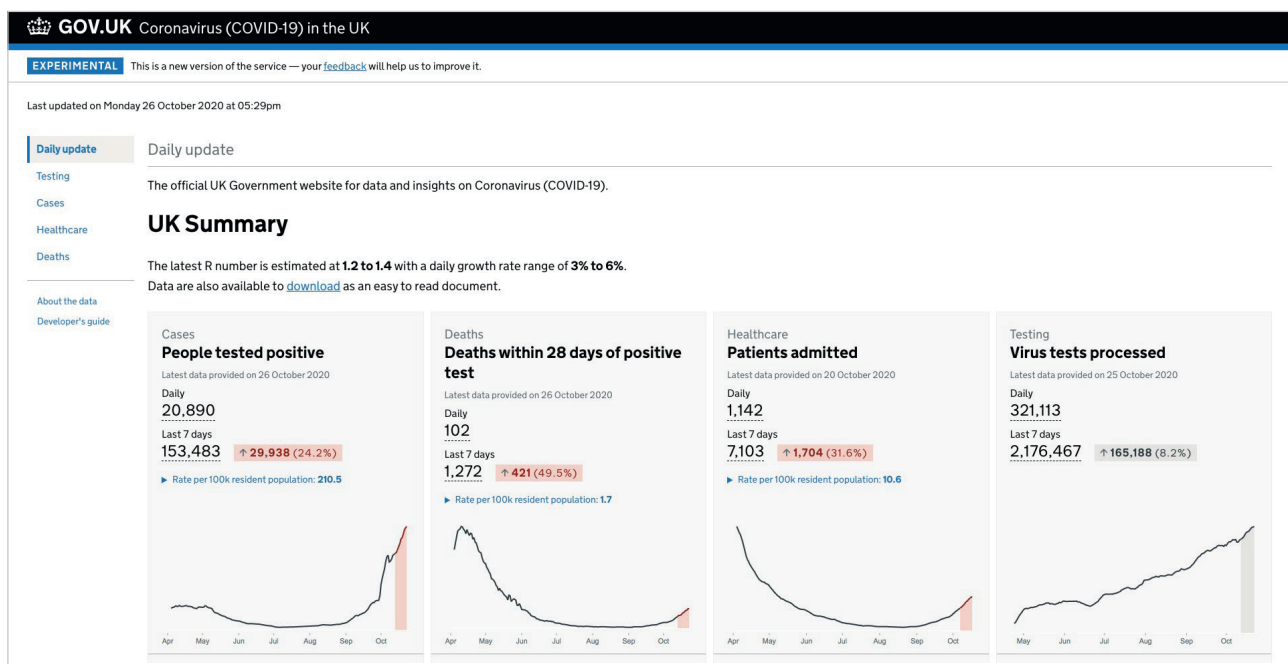 GOV.UK Coronavirus (COVID-19) in the UK
EXPERIMENTAL This is a new version of the service — your feedback will help us to improve it.
Last updated on Monday 26 October 2020 at 05:29pm
Daily update
Testing
Cases
Healthcare
Deaths
About the data
Developer's guide
Daily update
The official UK Government website for data and insights on Coronavirus (COVID-19).
UK Summary
The latest R number is estimated at 1.2 to 1.4 with a daily growth rate range of 3% to 6%.
Data are also available to download as an easy to read document.
Cases
People tested positive
Latest data provided on 26 October 2020
Daily
20,890
Last 7 days
153,483 ↑ 29,938 (24.2%)
▶ Rate per 100k resident population: 210.5
Apr May Jun Jul Aug Sep Oct
Deaths
Deaths within 28 days of positive
test
Latest data provided on 26 October 2020
Daily
102
Last 7 days
1,272 ↑ 421 (49.5%)
▶ Rate per 100k resident population: 1.7
Apr May Jun Jul Aug Sep Oct
Healthcare
Patients admitted
Latest data provided on 20 October 2020
Daily
1,142
Last 7 days
7,103 ↑ 1,704 (31.6%)
▶ Rate per 100k resident population: 10.6
Apr May Jun Jul Aug Sep Oct
Testing
Virus tests processed
Latest data provided on 25 October 2020
Daily
321,113
Last 7 days
2,176,467 ↑ 165,188 (8.2%)
May Jun Jul Aug Sep Oct